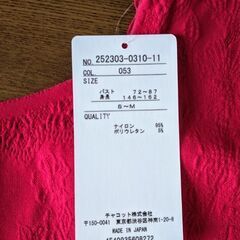 NO. 252303-0310-11
COL. 053
SIZE
バスト 72～87
身長 146～162
S～M
QUALITY
ナイロン 95%
ポリウレタン 5%
チャコット株式会社
〒150-0041 東京都渋谷区神南1-20-8
MADE IN JAPAN